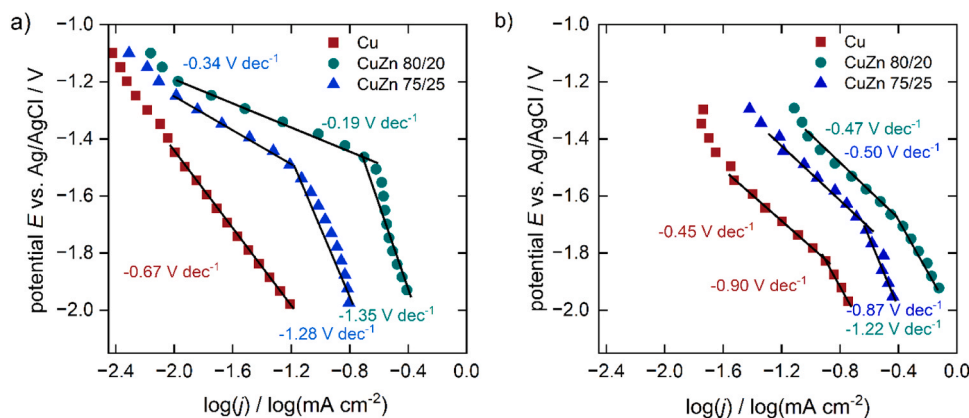 a)
potential E vs. Ag/AgCl / V
−1.0
−1.2
−1.4
−1.6
−1.8
−2.0
Cu
CuZn 80/20
CuZn 75/25
-0.34 V dec⁻¹
-0.19 V dec⁻¹
-0.67 V dec⁻¹
-1.35 V dec⁻¹
-1.28 V dec⁻¹
−2.4 −2.0 −1.6 −1.2 −0.8 −0.4 0.0
log(j) / log(mA cm⁻²)
b)
potential E vs. Ag/AgCl / V
−1.0
−1.2
−1.4
−1.6
−1.8
−2.0
Cu
CuZn 80/20
CuZn 75/25
-0.47 V dec⁻¹
-0.50 V dec⁻¹
-0.45 V dec⁻¹
-0.90 V dec⁻¹
-0.87 V dec⁻¹
-1.22 V dec⁻¹
−2.4 −2.0 −1.6 −1.2 −0.8 −0.4 0.0
log(j) / log(mA cm⁻²)